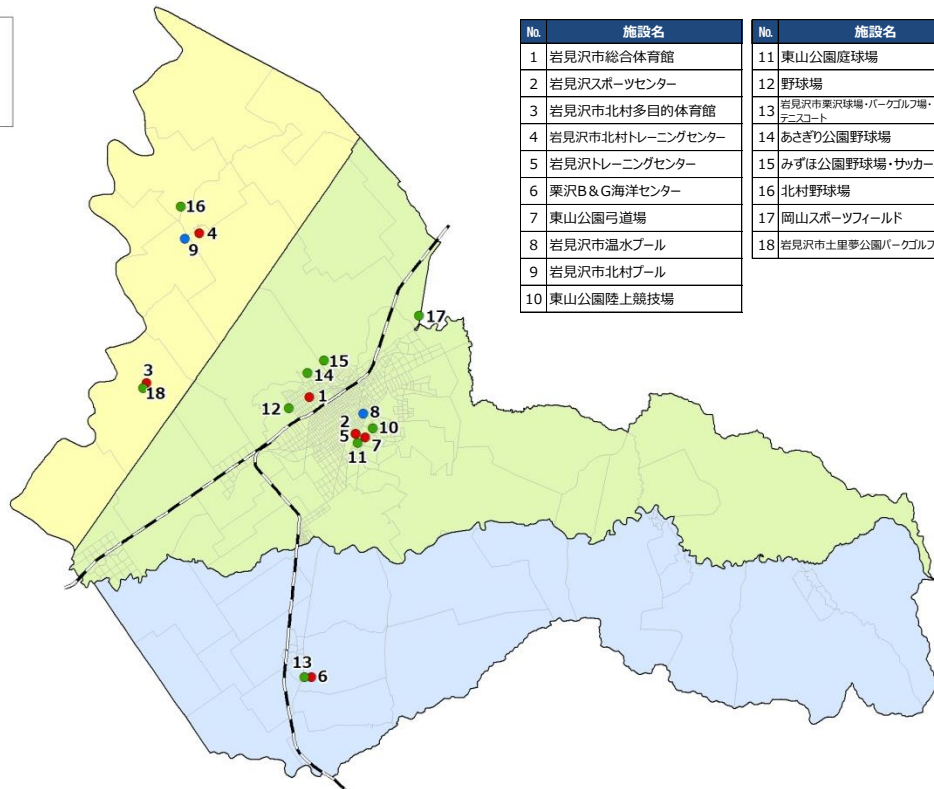 No. 施設名
1 岩見沢市総合体育館
2 岩見沢スポーツセンター
3 岩見沢市北村多目的体育館
4 岩見沢市北村トレーニングセンター
5 岩見沢トレーニングセンター
6 栗沢B&G海洋センター
7 東山公園弓道場
8 岩見沢市温水プール
9 岩見沢市北村プール
10 東山公園陸上競技場
No. 施設名
11 東山公園庭球場
12 野球場
13 岩見沢市栗沢球場・パークゴルフ場・
テニスコート
14 あさぎり公園野球場
15 みずほ公園野球場・サッカー
16 北村野球場
17 岡山スポーツフィールド
18 岩見沢市土里夢公園パークゴルフ
16
4
9
17
3
18
15
14
1
12
8
2
10
5
7
11
13
6